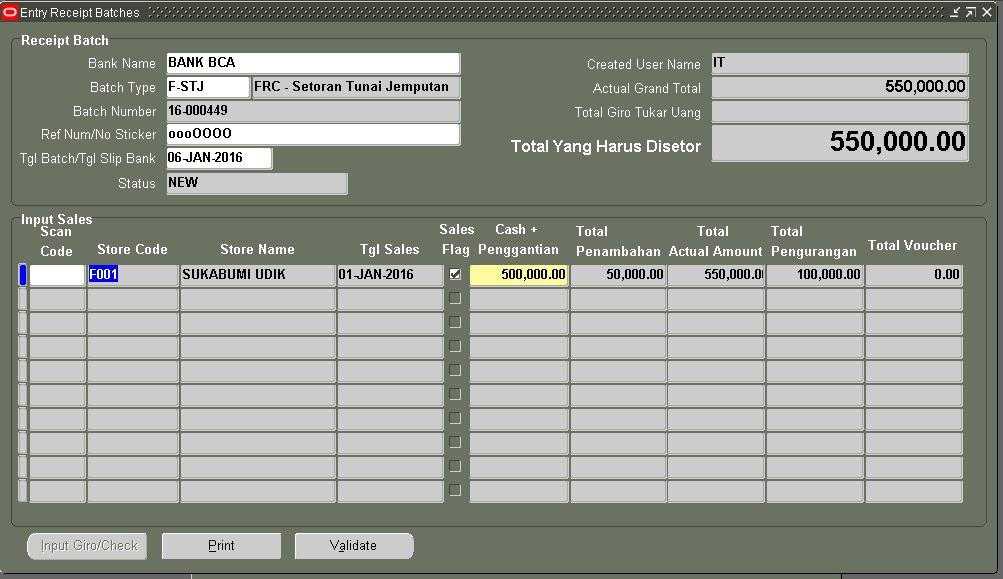 Entry Receipt Batches
Receipt Batch
Bank Name BANK BCA
Batch Type F-STJ FRC - Setoran Tunai Jemputan
Batch Number 16-000449
Ref Num/No Sticker oooOOOO
Tgl Batch/Tgl Slip Bank 06-JAN-2016
Status NEW
Created User Name IT
Actual Grand Total 550,000.00
Total Giro Tukar Uang
Total Yang Harus Disetor 550,000.00
Input Sales
Scan Code Store Code Store Name Tgl Sales Sales Flag Cash + Penggantian Total Penambahan Total Actual Amount Total Pengurangan Total Voucher
F001 SUKABUMI UDIK 01-JAN-2016 500,000.00 50,000.00 550,000.0 100,000.00 0.00
Input Giro/Check Print Validate